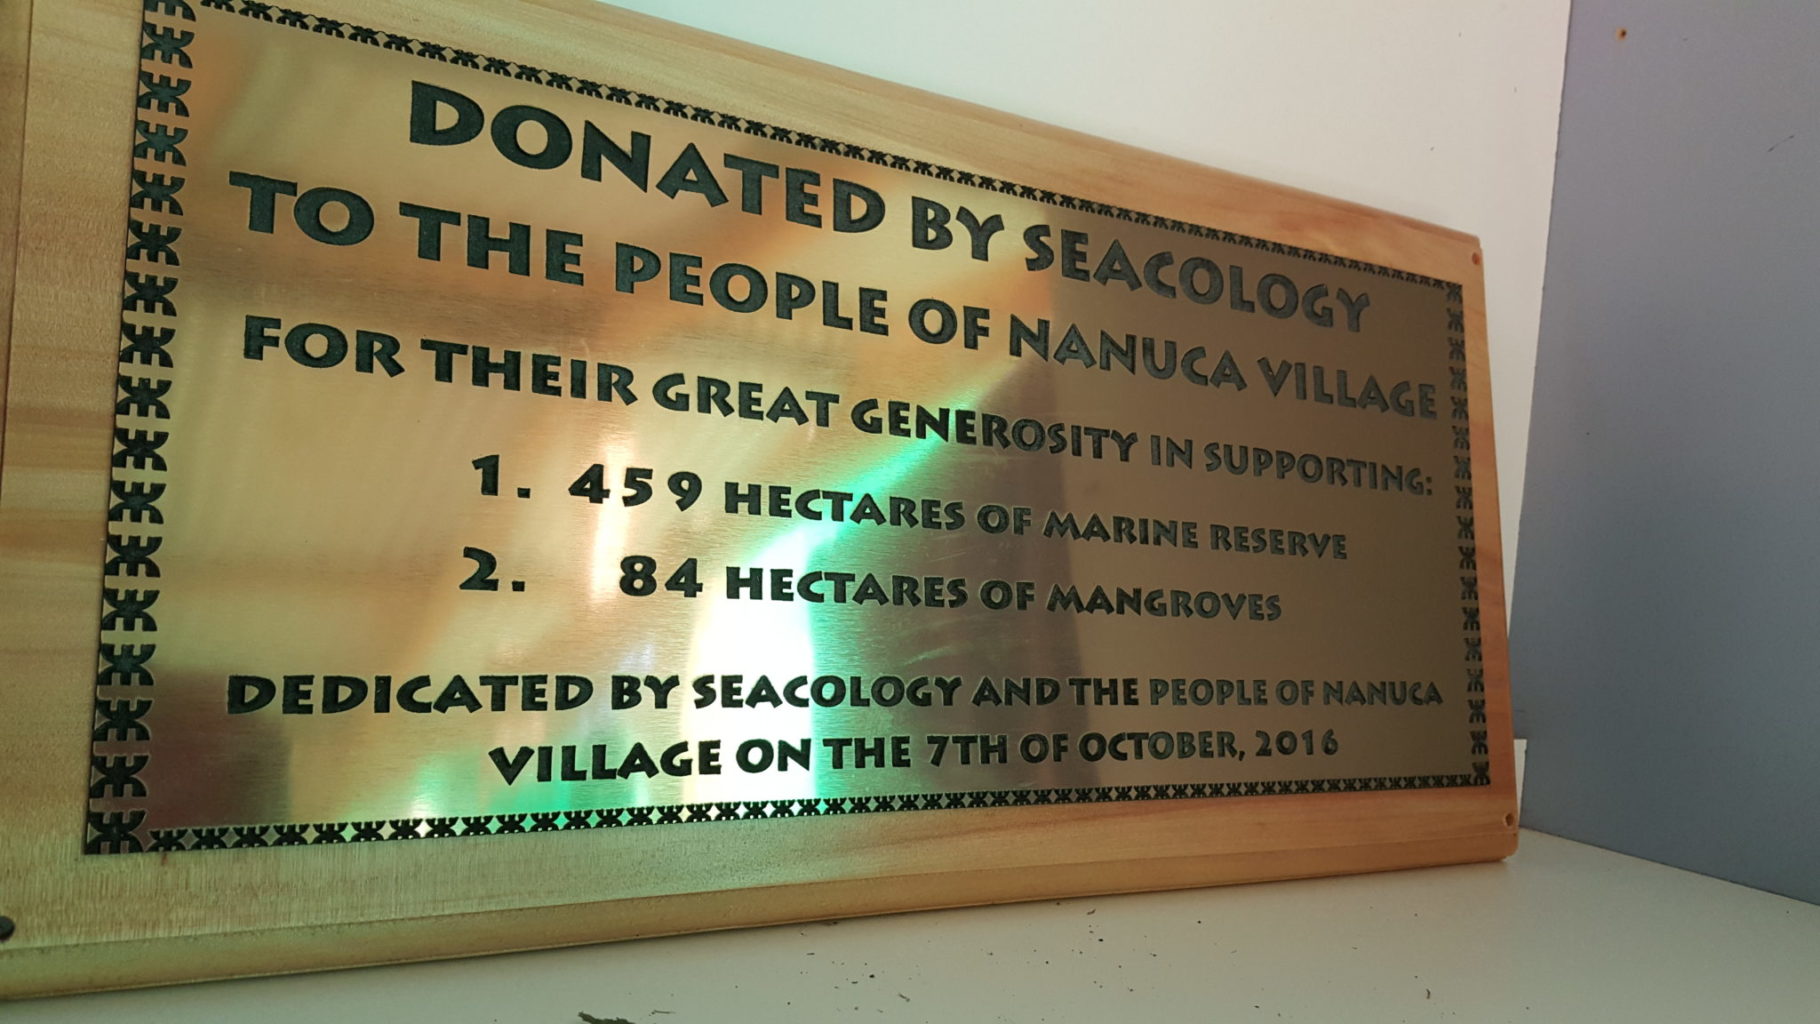 DONATED BY SEACOLOGY
TO THE PEOPLE OF NANUCA VILLAGE
FOR THEIR GREAT GENEROSITY IN SUPPORTING:
1. 459 HECTARES OF MARINE RESERVE
2. 84 HECTARES OF MANGROVES
DEDICATED BY SEACOLOGY AND THE PEOPLE OF NANUCA
VILLAGE ON THE 7TH OF OCTOBER, 2016